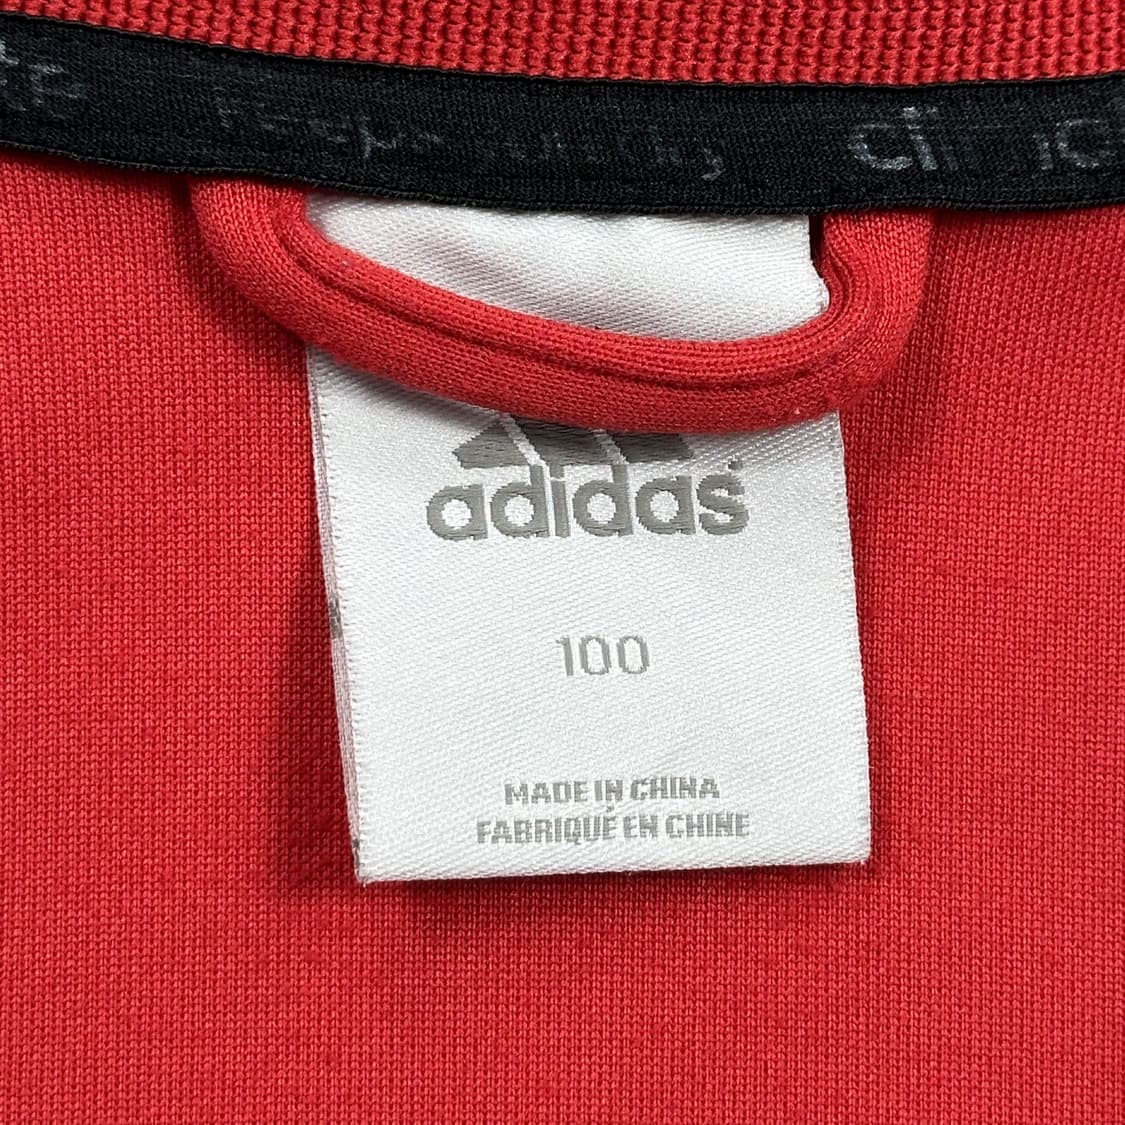 adidas
100
MADE IN CHINA
FABRIQUÉ EN CHINE